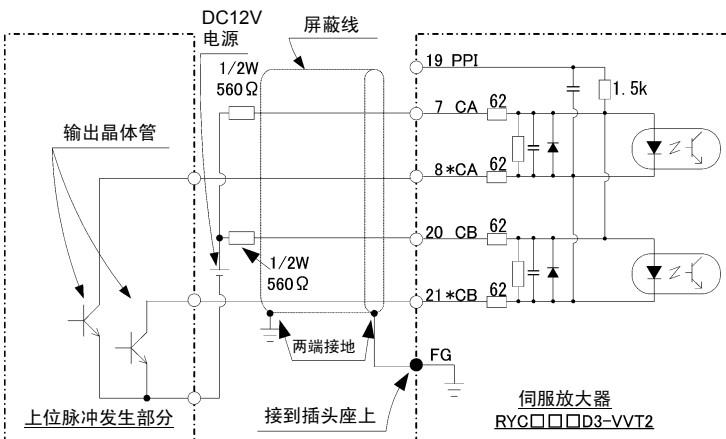 DC12V
电源
屏蔽线
1/2W
560Ω
19 PPI
1.5k
7 CA
62
输出晶体管
8*CA
62
20 CB
62
1/2W
560Ω
21*CB
62
两端接地
FG
上位脉冲发生部分
接到插头座上
伺服放大器
RYC□□□D3-VVT2